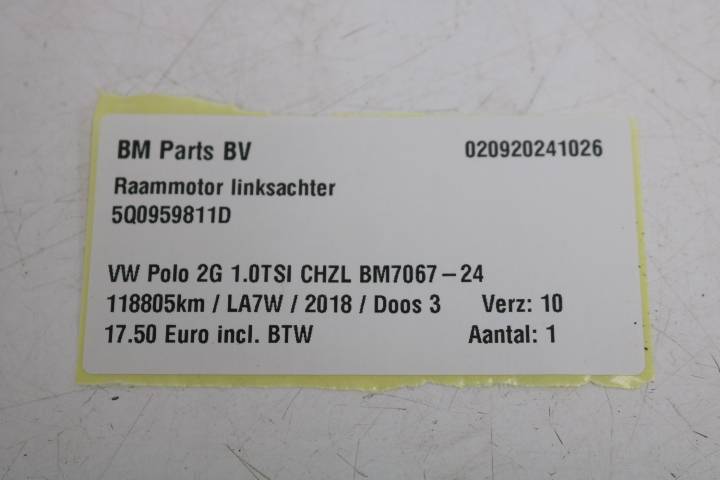 BM Parts BV 020920241026
Raammotor linksachter
5Q0959811D
VW Polo 2G 1.0TSI CHZL BM7067-24
118805km / LA7W / 2018 / Doos 3 Verz: 10
17.50 Euro incl. BTW Aantal: 1